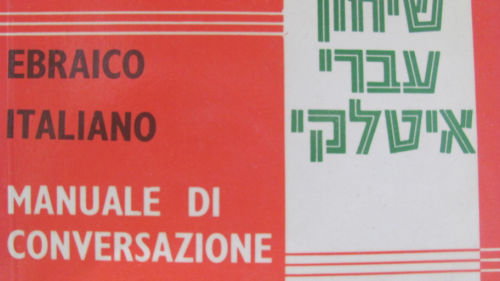 EBRAICO
ITALIANO
MANUALE DI
CONVERSAZIONE
שיחון
עברי
איטלקי